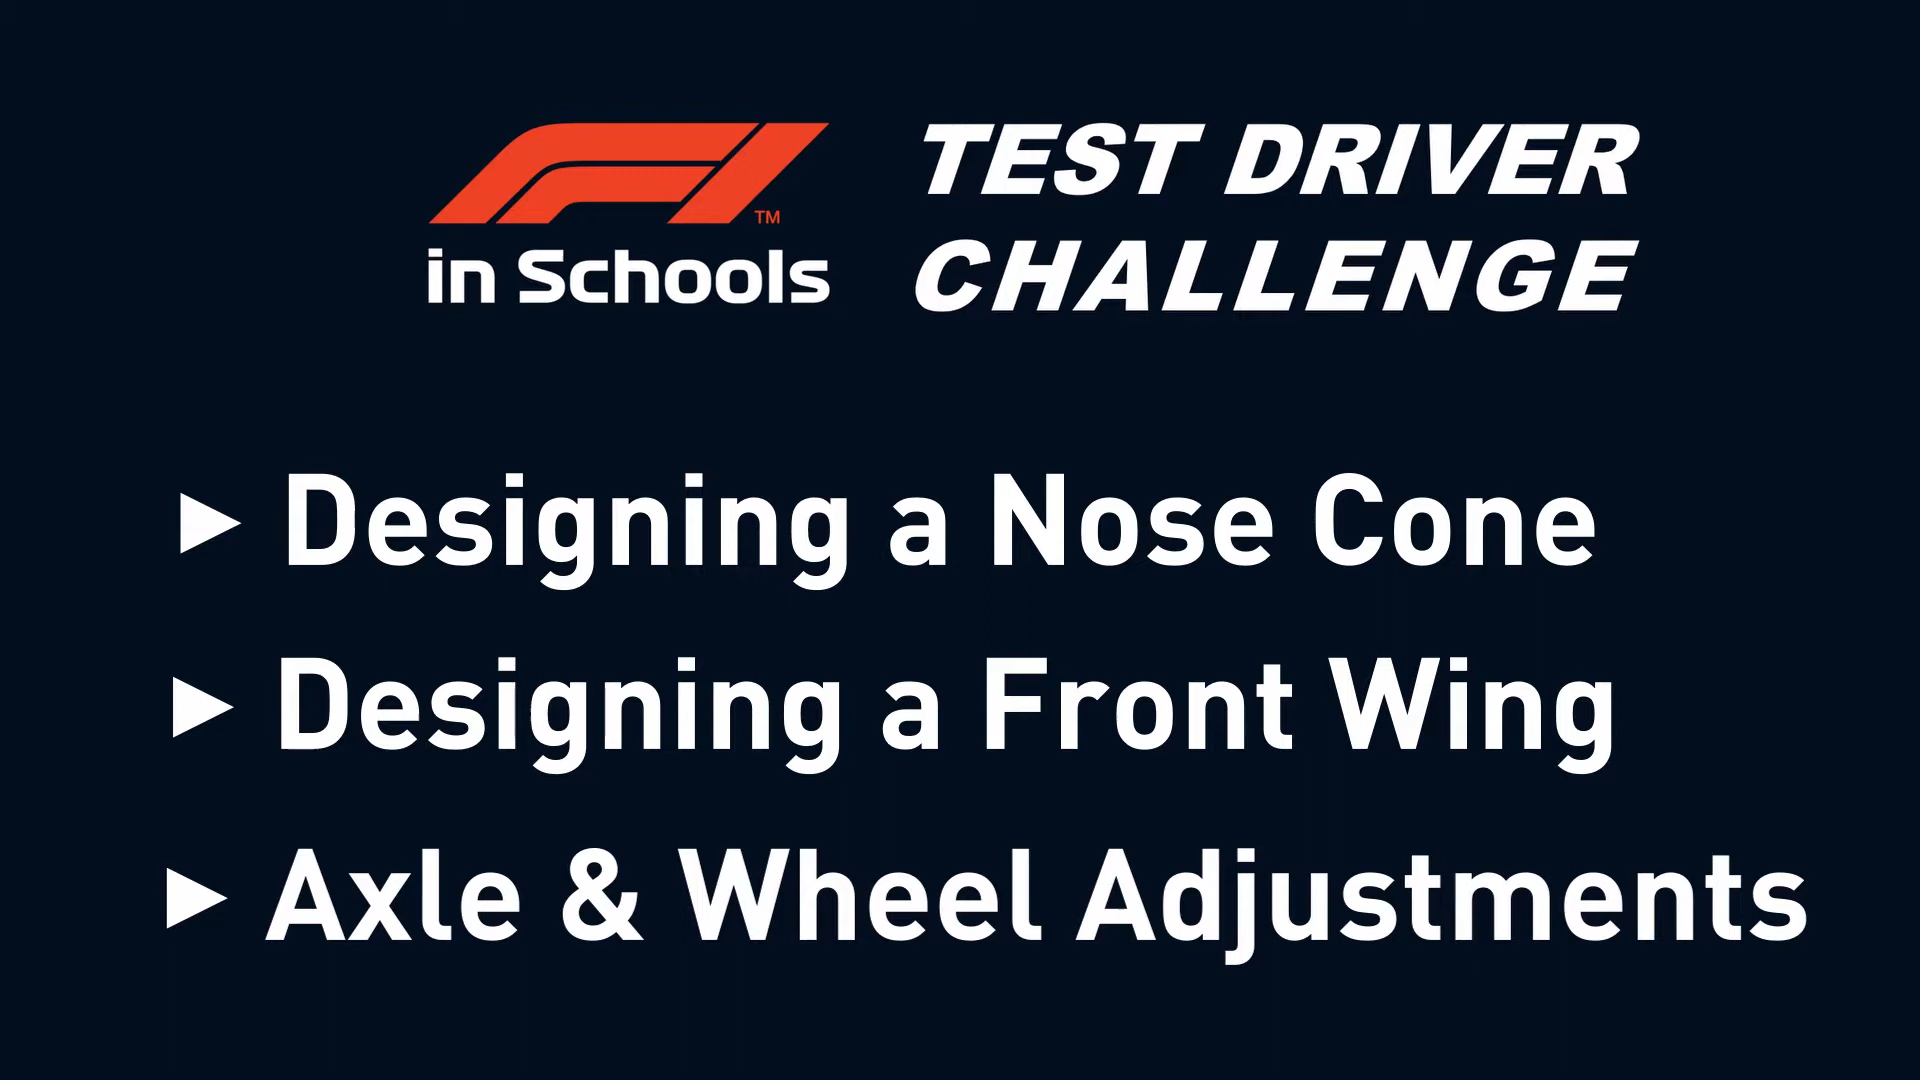 F1 TM
in Schools
TEST DRIVER
CHALLENGE
▶ Designing a Nose Cone
▶ Designing a Front Wing
▶ Axle & Wheel Adjustments